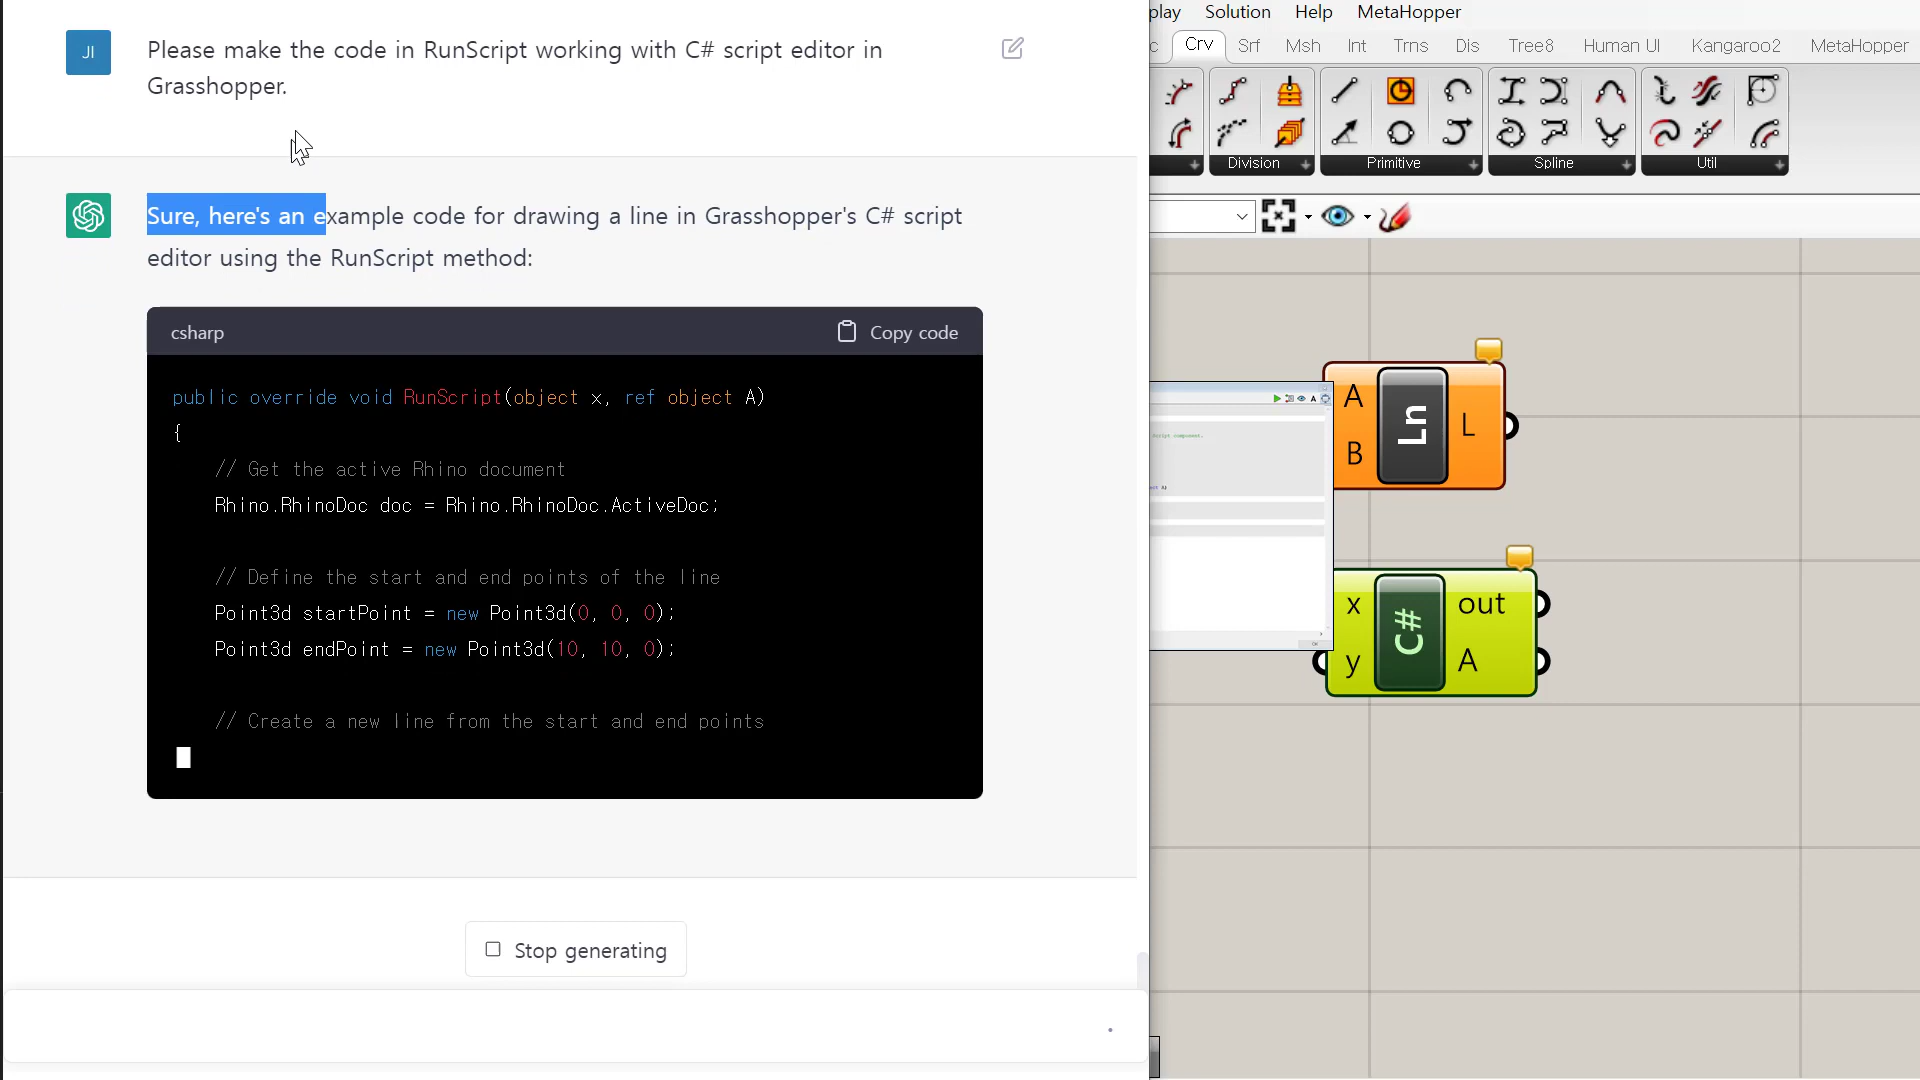 JI
Please make the code in RunScript working with C# script editor in
Grasshopper.
Sure, here's an example code for drawing a line in Grasshopper's C# script
editor using the RunScript method:
csharp
Copy code
public override void RunScript(object x, ref object A)
{
// Get the active Rhino document
Rhino.RhinoDoc doc = Rhino.RhinoDoc.ActiveDoc;
// Define the start and end points of the line
Point3d startPoint = new Point3d(0, 0, 0);
Point3d endPoint = new Point3d(10, 10, 0);
// Create a new line from the start and end points
Stop generating
play Solution Help MetaHopper
c Crv Srf Msh Int Trns Dis Tree8 Human UI Kangaroo2 MetaHopper
Division Primitive Spline Util
A
B
Ln
L
x
y
C#
out
A